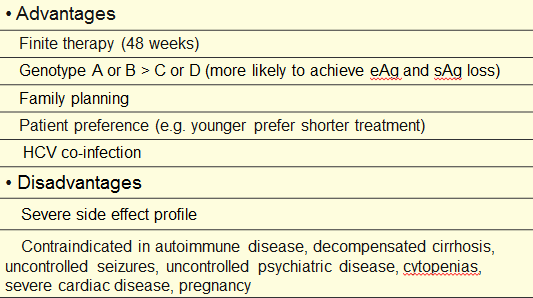 • Advantages
Finite therapy (48 weeks)
Genotype A or B > C or D (more likely to achieve eAg and sAg loss)
Family planning
Patient preference (e.g. younger prefer shorter treatment)
HCV co-infection
• Disadvantages
Severe side effect profile
Contraindicated in autoimmune disease, decompensated cirrhosis,
uncontrolled seizures, uncontrolled psychiatric disease, cytopenias,
severe cardiac disease, pregnancy